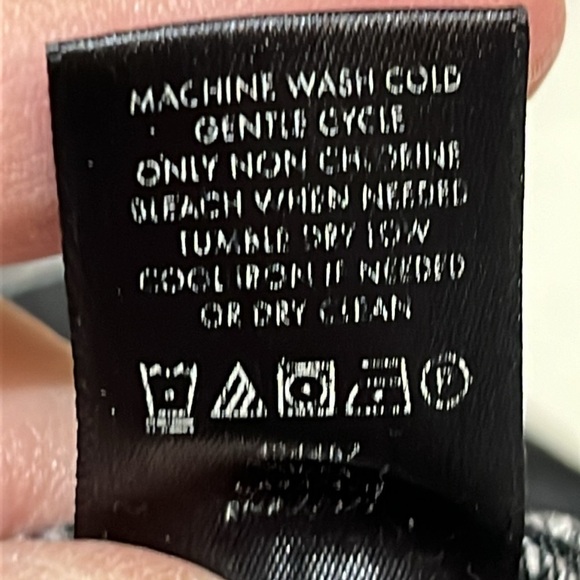 MACHINE WASH COLD
GENTLE CYCLE
ONLY NON CHLORINE
BLEACH WHEN NEEDED
TUMBLE DRY LOW
COOL IRON IF NEEDED
OR DRY CLEAN